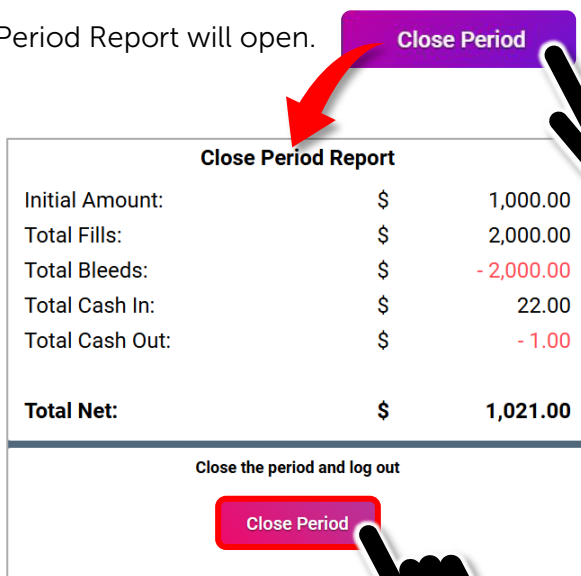 Period Report will open.
Close Period
Close Period Report
Initial Amount: $ 1,000.00
Total Fills: $ 2,000.00
Total Bleeds: $ - 2,000.00
Total Cash In: $ 22.00
Total Cash Out: $ - 1.00
Total Net: $ 1,021.00
Close the period and log out
Close Period